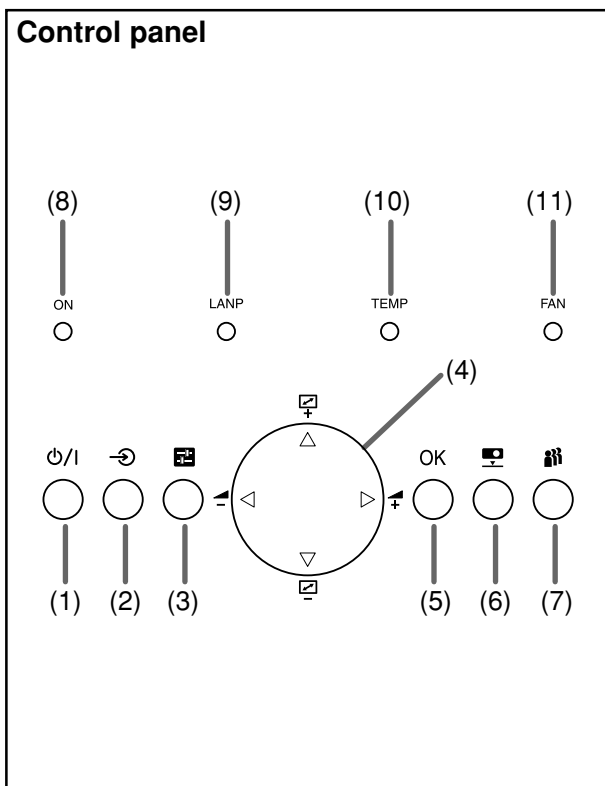 Control panel
(8) (9) (10) (11)
ON LANP TEMP FAN
(4)
+
⏻/I OK
− +
−
(1) (2) (3) (5) (6) (7)